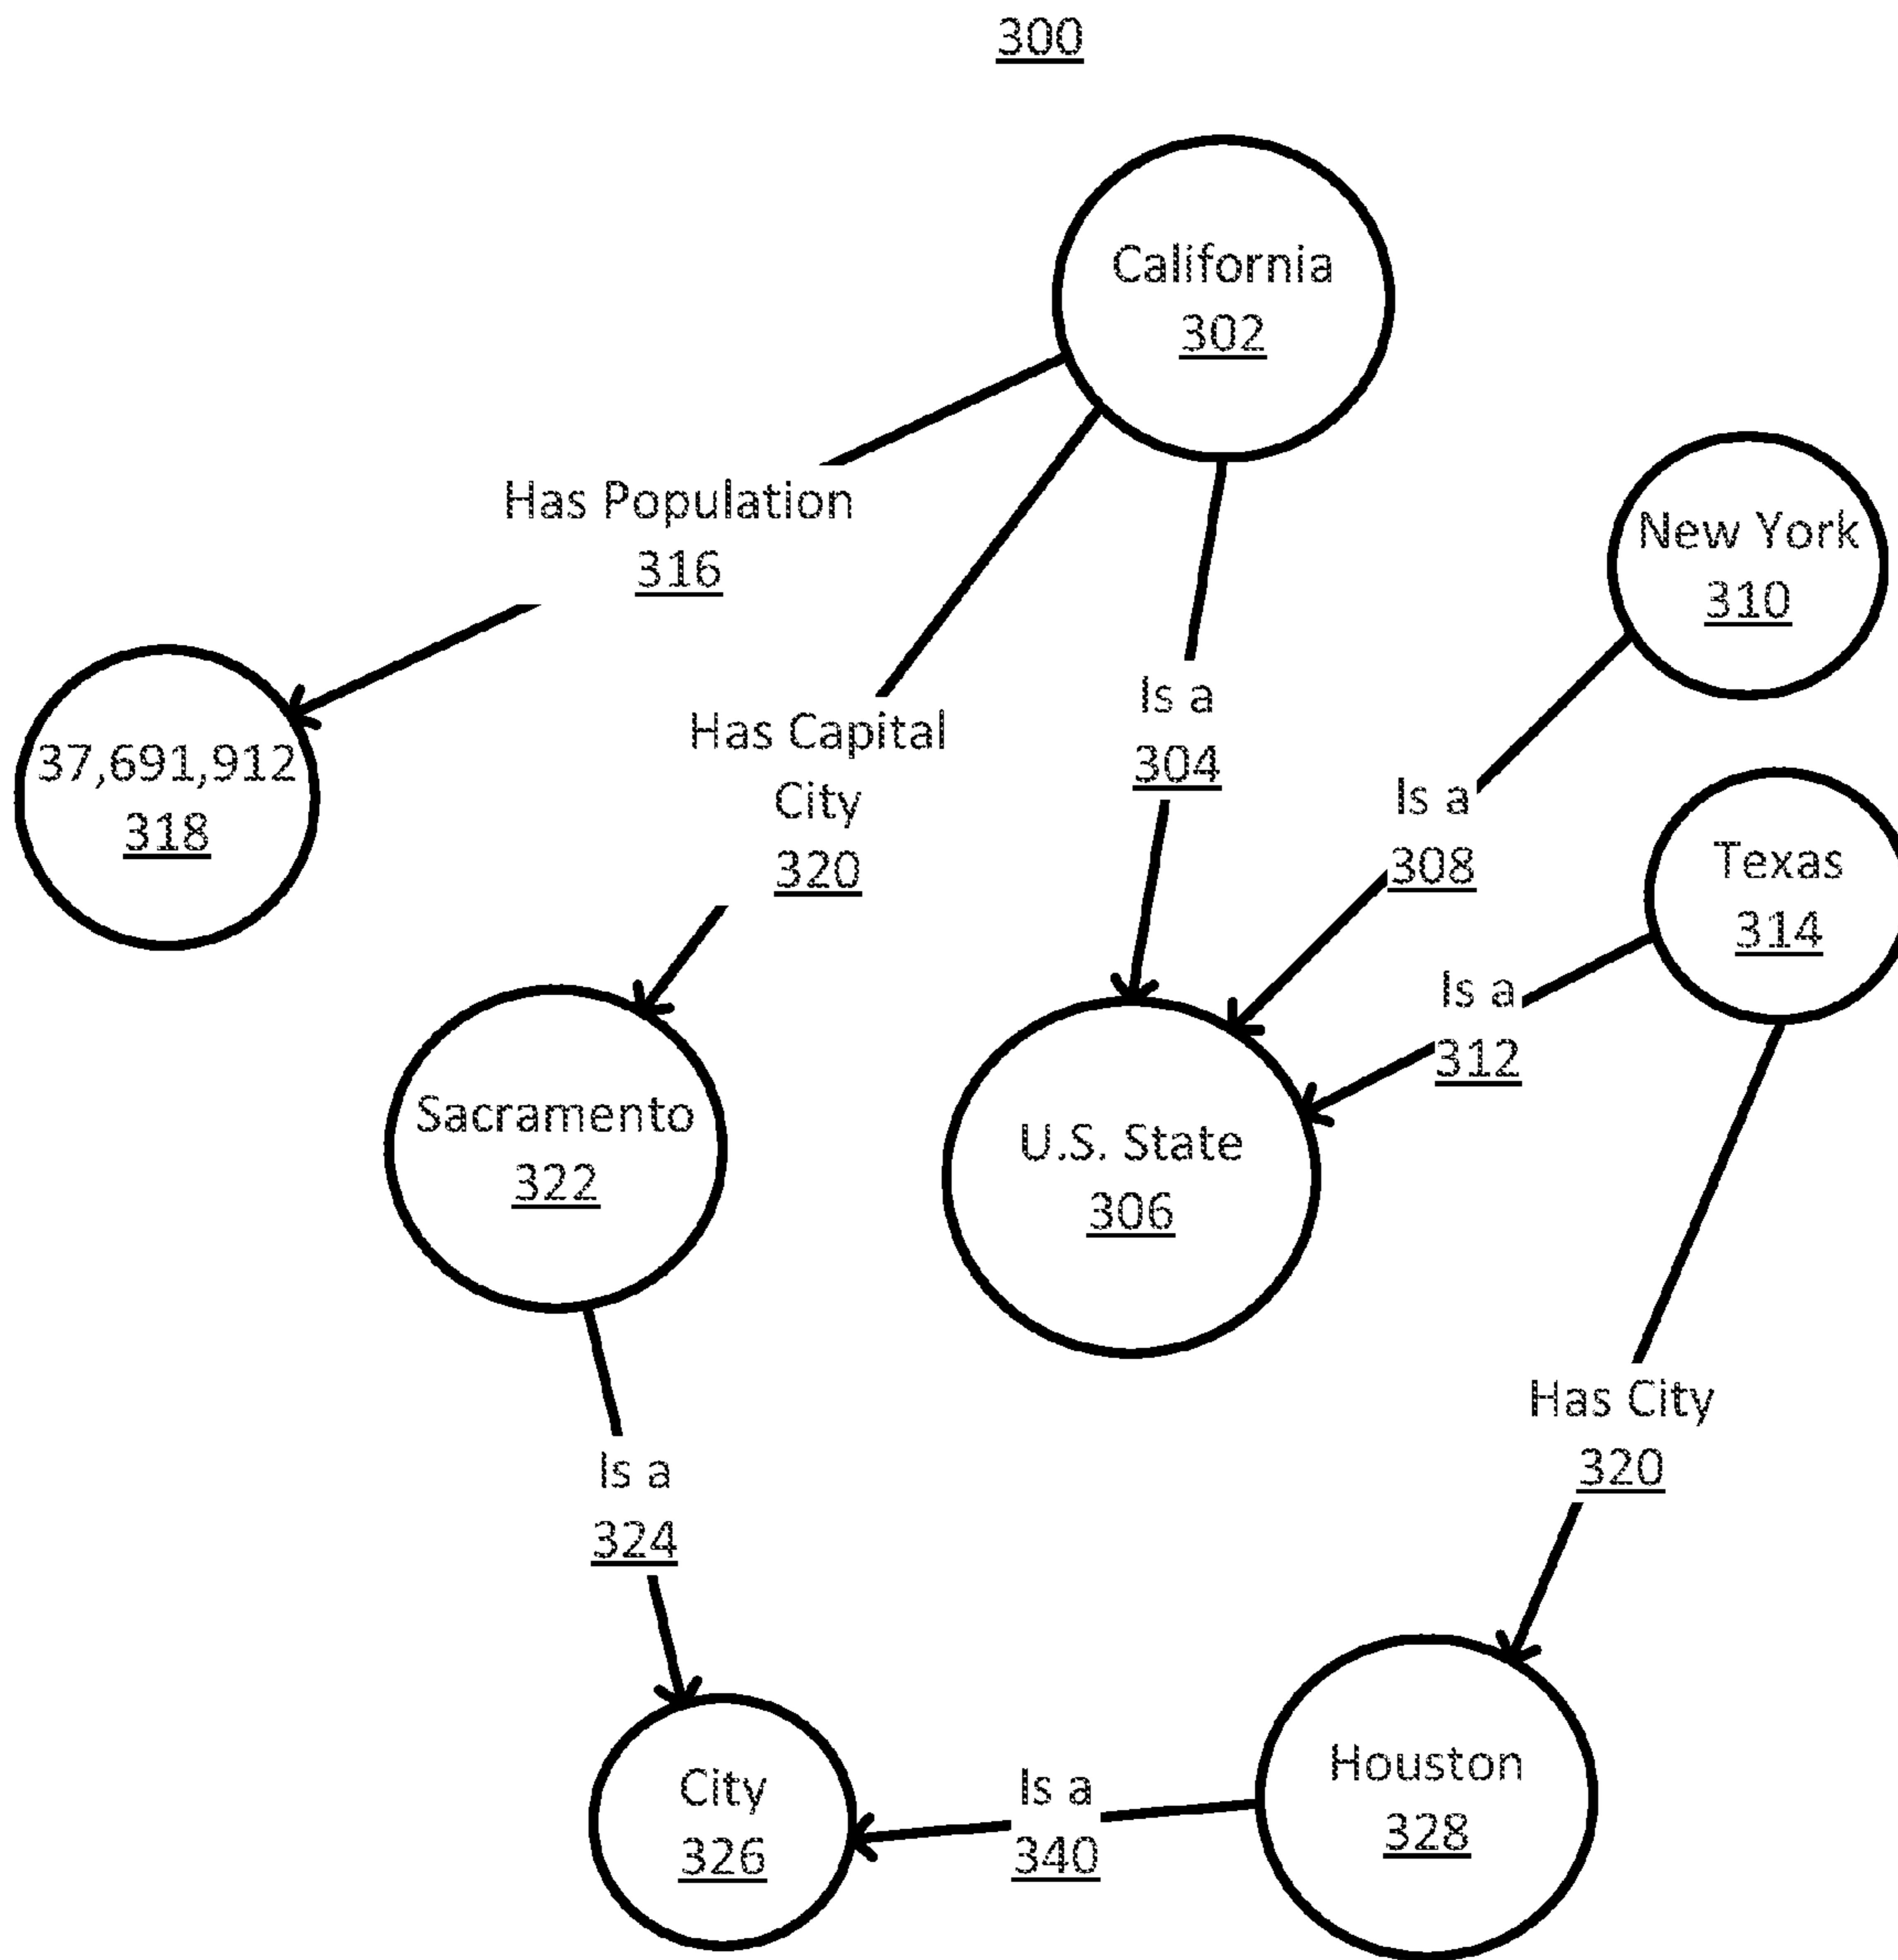 300
California
302
Has Population
316
New York
310
Is a
304
Has Capital
City
320
37,691,912
318
Is a
308
Texas
314
Is a
312
Sacramento
322
U.S. State
306
Has City
320
Is a
324
Houston
328
City
326
Is a
340